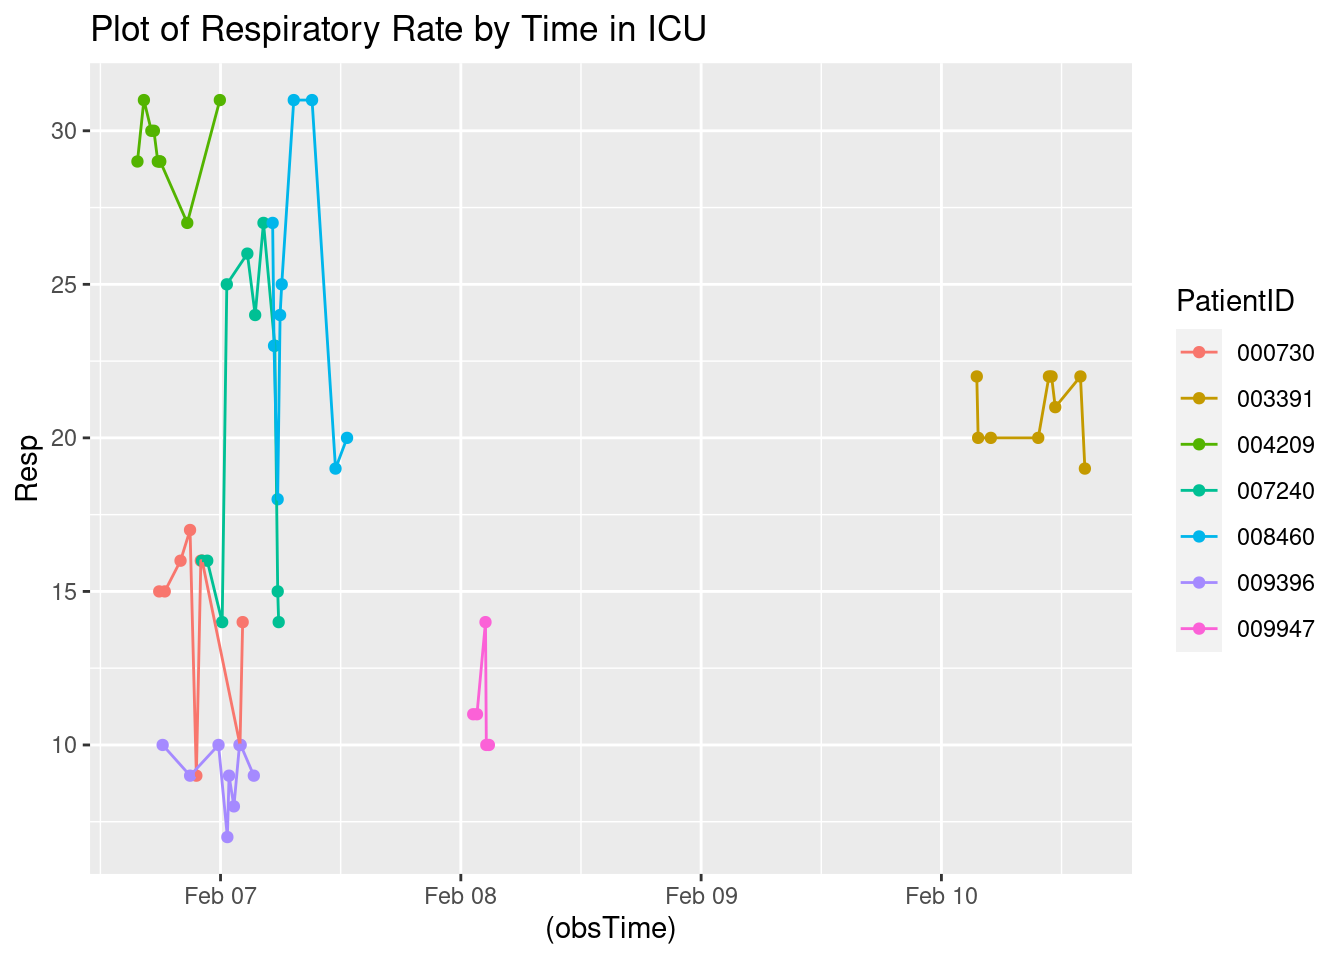 Plot of Respiratory Rate by Time in ICU
Resp
30
25
20
15
10
Feb 07
Feb 08
Feb 09
Feb 10
(obsTime)
PatientID
000730
003391
004209
007240
008460
009396
009947